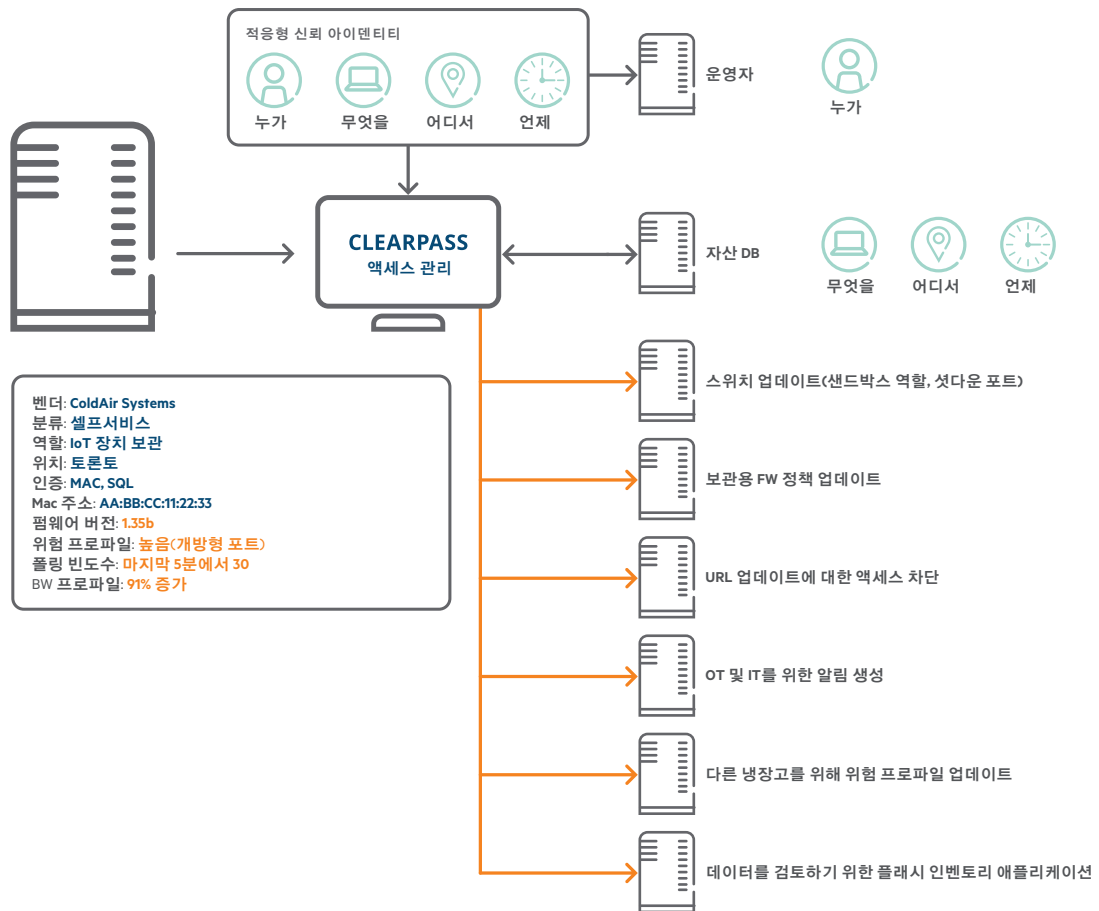 적응형 신뢰 아이덴티티
누가
무엇을
어디서
언제
운영자
누가
CLEARPASS
액세스 관리
자산 DB
무엇을
어디서
언제
벤더: ColdAir Systems
분류: 셀프서비스
역할: IoT 장치 보관
위치: 토론토
인증: MAC, SQL
Mac 주소: AA:BB:CC:11:22:33
펌웨어 버전: 1.35b
위험 프로파일: 높음(개방형 포트)
폴링 빈도수: 마지막 5분에서 30
BW 프로파일: 91% 증가
스위치 업데이트(샌드박스 역할, 셧다운 포트)
보관용 FW 정책 업데이트
URL 업데이트에 대한 액세스 차단
OT 및 IT를 위한 알림 생성
다른 냉장고를 위해 위험 프로파일 업데이트
데이터를 검토하기 위한 플래시 인벤토리 애플리케이션